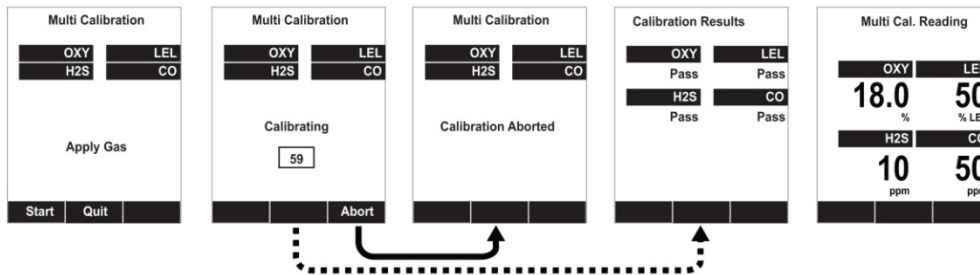 Multi Calibration
OXY LEL
H2S CO
Apply Gas
Start Quit
Multi Calibration
OXY LEL
H2S CO
Calibrating
59
Abort
Multi Calibration
OXY LEL
H2S CO
Calibration Aborted
Calibration Results
OXY LEL
Pass Pass
H2S CO
Pass Pass
Multi Cal. Reading
OXY
18.0
%
H2S
10 50
ppm